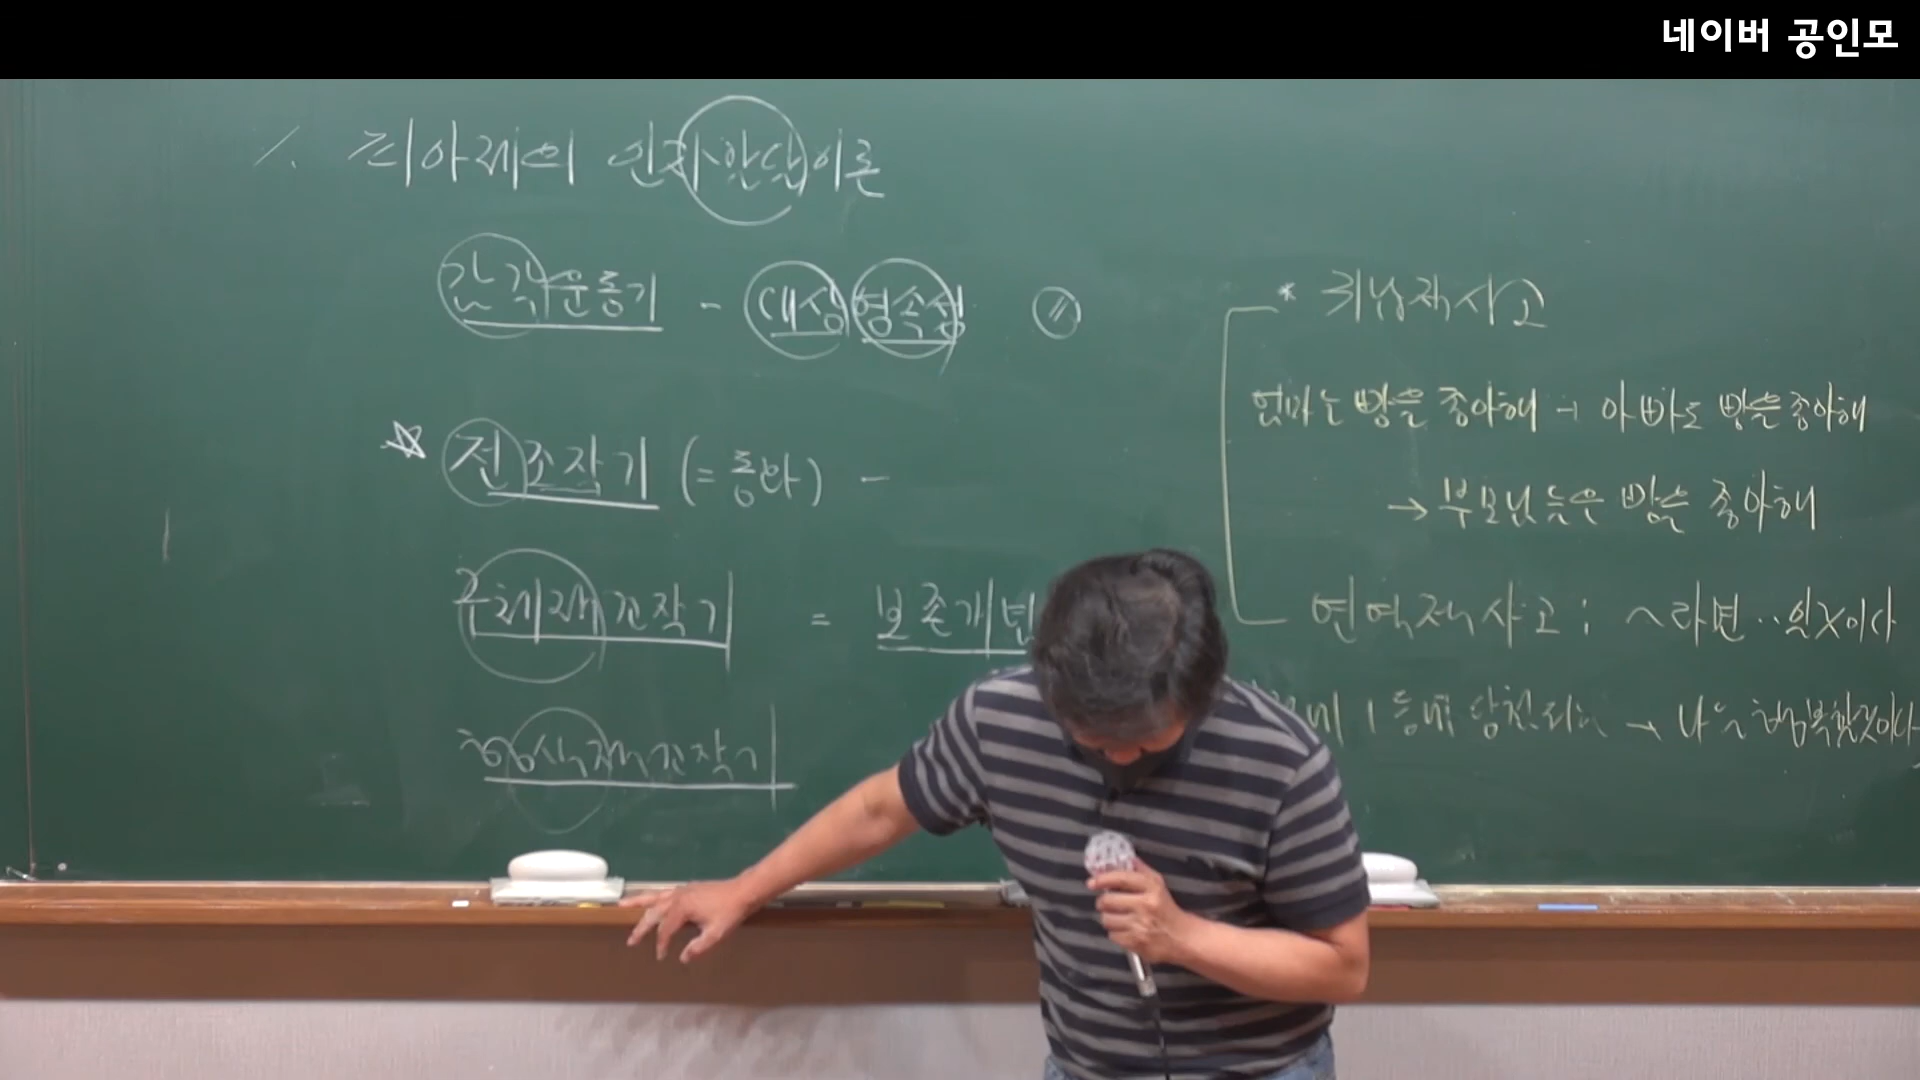 네이버 공인모
1. 피아제의 인지발달이론
감각운동기 - 대상영속성 〃
☆ 전조작기 (= 동화) -
구체적조작기 = 보존개념
형식적조작기
* 귀납적사고
엄마는 빵을 좋아해 → 아빠도 빵을 좋아해
→ 부모님들은 빵을 좋아해
연역적사고 : ~라면 ‥일것이다
1등에 당첨되면 → 나는 행복할것이다